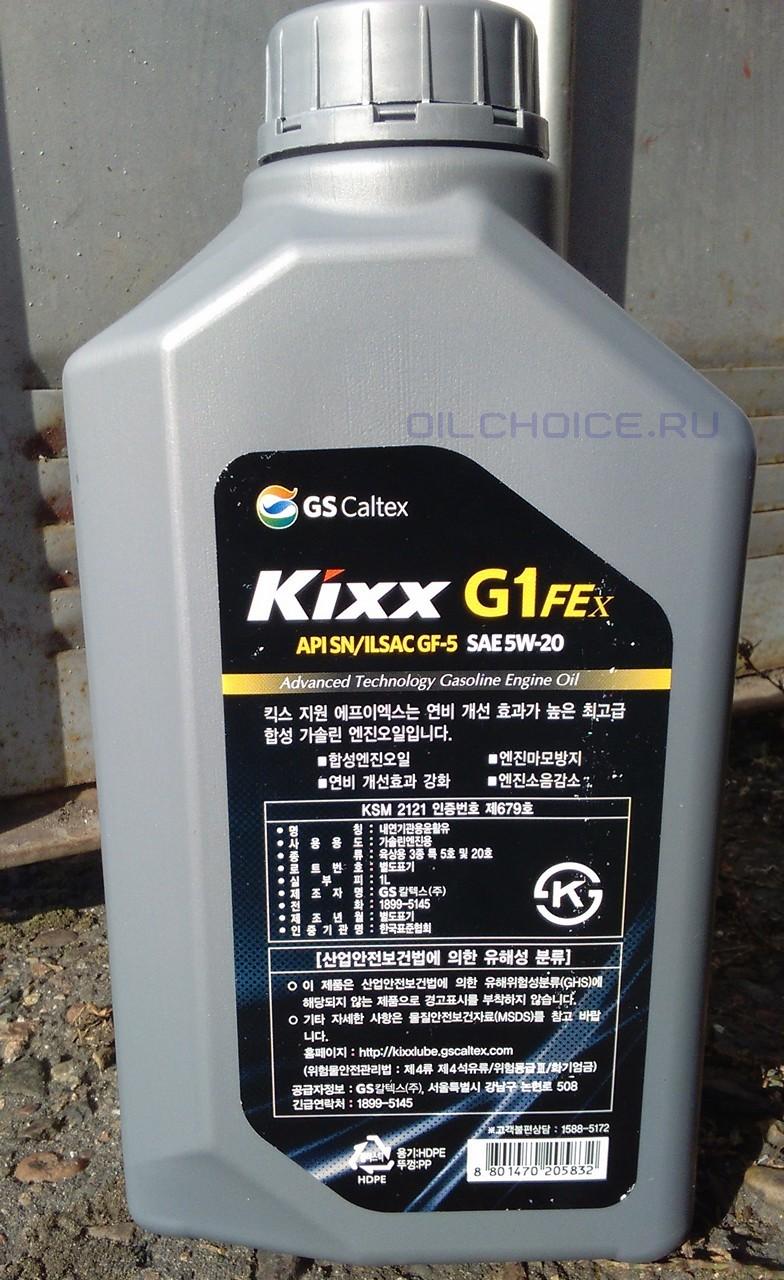 OILCHOICE.RU
GS Caltex
Kixx G1 FEx
API SN/ILSAC GF-5 SAE 5W-20
Advanced Technology Gasoline Engine Oil
킥스 지원 에프이엑스는 연비 개선 효과가 높은 최고급
합성 가솔린 엔진오일입니다.
■합성엔진오일 ■엔진마모방지
■연비 개선효과 강화 ■엔진소음감소
KSM 2121 인증번호 제679호
● 명 칭 : 내연기관용윤활유
● 사 용 용 도 : 가솔린엔진용
● 종 류 : 육상용 3종 특 5호 및 20호
● 로 트 번 호 : 별도표기
● 실 부 피 : 1L
● 제 조 자 명 : GS칼텍스(주)
● 전 화 : 1899-5145
● 제 조 년 월 : 별도표기
● 인 증 기 관 명 : 한국표준협회
K
[산업안전보건법에 의한 유해성 분류]
○ 이 제품은 산업안전보건법에 의한 유해위험성분류(GHS)에
해당되지 않는 제품으로 경고표시를 부착하지 않습니다.
○ 기타 자세한 사항은 물질안전보건자료(MSDS)를 참고 바랍
니다.
홈페이지 : http://kixxlube.gscaltex.com
(위험물안전관리법 : 제4류 제4석유류/위험등급Ⅲ/화기엄금)
공급자정보 : GS칼텍스(주), 서울특별시 강남구 논현로 508
긴급연락처 : 1899-5145
※고객불편상담 : 1588-5172
용기:HDPE
뚜껑:PP
HDPE
8 801470 205832